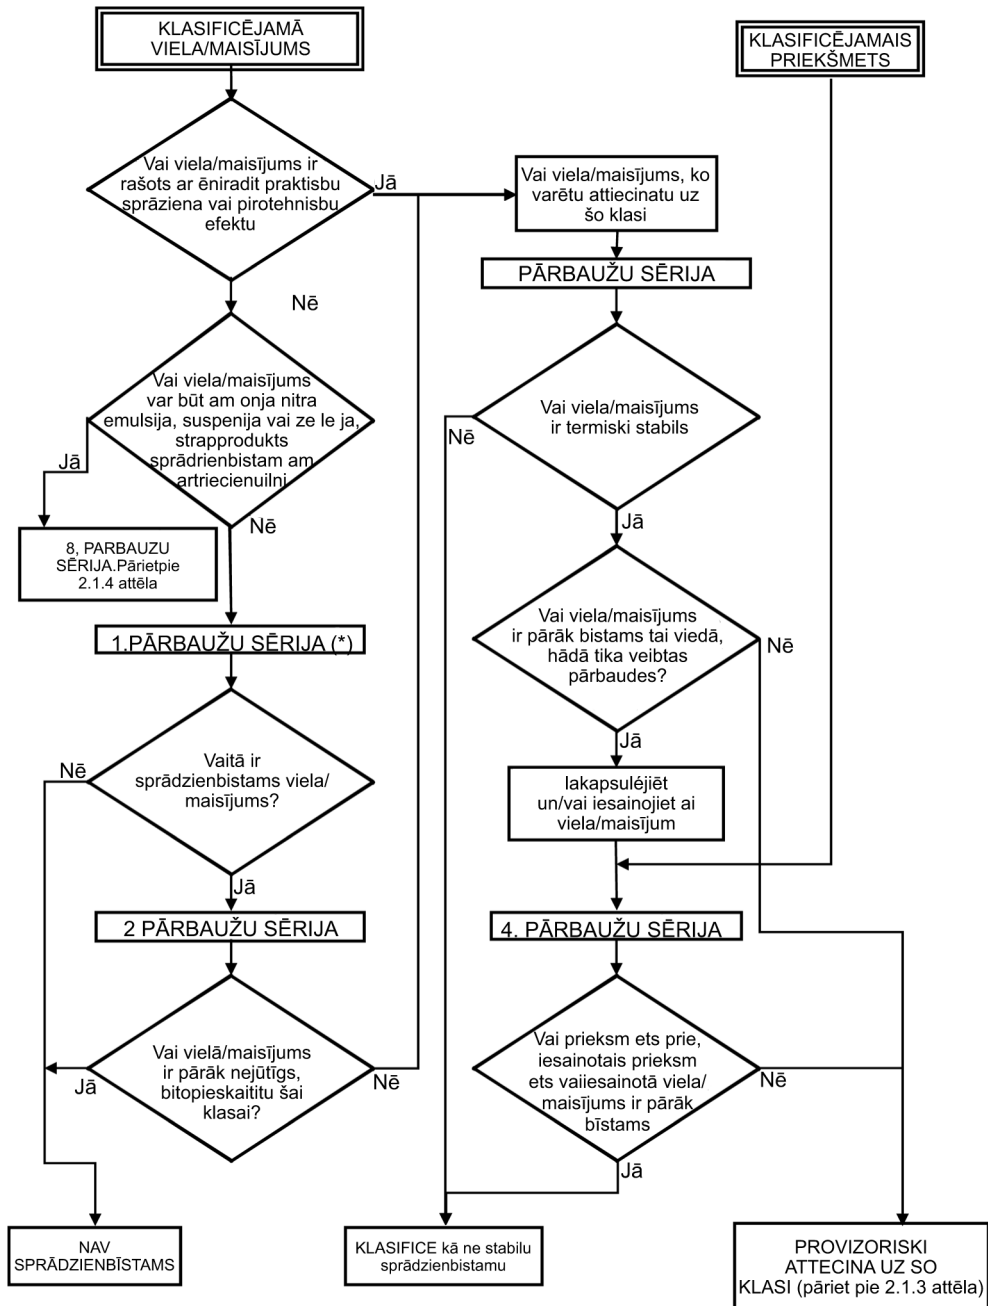 KLASIFICĒJAMĀ
VIELA/MAISĪJUMS
KLASIFICĒJAMAIS
PRIEKŠMETS
Vai viela/maisījums ir
rašots ar ēniradit praktisbu
sprāziena vai pirotehnisbu
efektu
Jā
Vai viela/maisījums, ko
varētu attiecinatu uz
šo klasi
PĀRBAUŽU SĒRIJA
Nē
Vai viela/maisījums
var būt am onja nitra
emulsija, suspenija vai ze le ja,
strapprodukts
sprādrienbistam am
artriecienuilni
Jā
Nē
8, PARBAUZU
SĒRIJA.Pārietpie
2.1.4 attēla
Vai viela/maisījums
ir termiski stabils
Nē
Jā
1.PĀRBAUŽU SĒRIJA (*)
Vai viela/maisījums
ir pārāk bistams tai viedā,
hādā tika veibtas
pārbaudes?
Nē
Jā
Vaitā ir
sprādzienbistams viela/
maisījums?
Nē
Jā
Iakapsuléjiēt
un/vai iesainojiet ai
viela/maisījum
2 PĀRBAUŽU SĒRIJA
4. PĀRBAUŽU SĒRIJA
Vai vielā/maisījums
ir pārāk nejūtīgs,
bitopieskaititu šai
klasai?
Jā
Nē
Vai prieksm ets prie,
iesainotais prieksm
ets vaiiesainotā viela/
maisījums ir pārāk
bīstams
Nē
Jā
NAV
SPRĀDZIENBĪSTAMS
KLASIFICE kā ne stabilu
sprādzienbistamu
PROVIZORISKI
ATTECINA UZ SO
KLASI (pāriet pie 2.1.3 attēla)